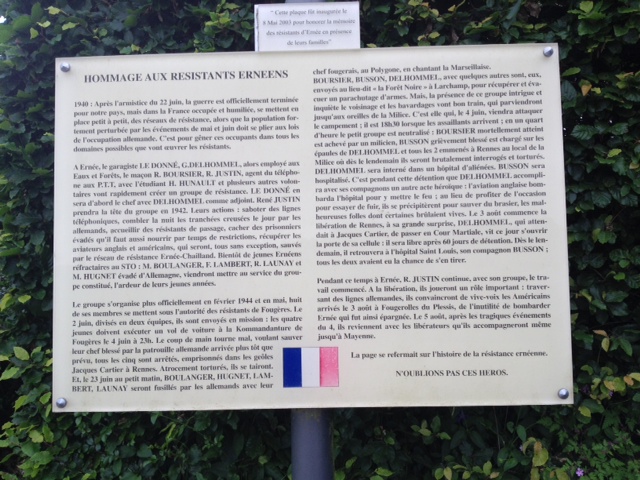 " Cette plaque fût inaugurée le
8 Mai 2003 pour honorer la mémoire
des résistants d'Ernée en présence
de leurs familles"
HOMMAGE AUX RESISTANTS ERNEENS
1940 : Après l'armistice du 22 juin, la guerre est officiellement terminée
pour notre pays, mais dans la France occupée et humiliée, se mettent en
place petit à petit, des réseaux de résistance, alors que la population for-
tement perturbée par les événements de mai et juin doit se plier aux lois
de l'occupation allemande. C'est pour gêner ces occupants dans tous les
domaines possibles que vont œuvrer les résistants.
A Ernée, le garagiste LE DONNÉ, G.DELHOMMEL, alors employé aux
Eaux et Forêts, le maçon R. BOURSIER, R. JUSTIN, agent du télépho-
ne aux P.T.T, avec l'étudiant H. HUNAULT et plusieurs autres volon-
taires vont rapidement créer un groupe de résistance. LE DONNÉ en
sera d'abord le chef avec DELHOMMEL comme adjoint. René JUSTIN
prendra la tête du groupe en 1942. Leurs actions : saboter des lignes
téléphoniques, combler la nuit les tranchées creusées le jour par les
allemands, accueillir des résistants de passage, cacher des prisonniers
évadés qu'il faut aussi nourrir par temps de restrictions, récupérer les
aviateurs anglais et américains, qui seront, tous sans exception, sauvés
par le réseau de résistance Ernée-Chailland. Bientôt de jeunes Ernéens
réfractaires au STO : M. BOULANGER, F. LAMBERT, R. LAUNAY et
M. HUGNET évadé d'Allemagne, viendront mettre au service du grou-
pe constitué, l'ardeur de leurs jeunes années.
Le groupe s'organise plus officiellement en février 1944 et en mai, huit
de ses membres se mettent sous l'autorité des résistants de Fougères. Le
2 juin, divisés en deux équipes, ils sont envoyés en mission : les quatre
jeunes doivent exécuter un vol de voiture à la Kommandanture de
Fougères le 4 juin à 23h. Le coup de main tourne mal, voulant sauver
leur chef blessé par la patrouille allemande arrivée plus tôt que
prévu, tous les cinq sont arrêtés, emprisonnés dans les geôles
Jacques Cartier à Rennes. Atrocement torturés, ils se tairont.
Et, le 23 juin au petit matin, BOULANGER, HUGNET, LAM-
BERT, LAUNAY seront fusillés par les allemands avec leur
chef fougerais, au Polygone, en chantant la Marseillaise.
BOURSIER, BUSSON, DELHOMMEL, avec quelques autres sont, eux,
envoyés au lieu-dit « la Forêt Noire » à Larchamp, pour récupérer et éva-
cuer un parachutage d'armes. Mais, la présence de ce groupe intrigue et
inquiète le voisinage et les bavardages vont bon train, qui parviendront
jusqu'aux oreilles de la Milice. C'est elle qui, le 4 juin, viendra attaquer
le campement ; il est 18h30 lorsque les assaillants arrivent ; en un quart
d'heure le petit groupe est neutralisé : BOURSIER mortellement atteint
est achevé par un milicien, BUSSON grièvement blessé est chargé sur les
épaules de DELHOMMEL et tous les 2 emmenés à Rennes au local de la
Milice où dès le lendemain ils seront brutalement interrogés et torturés.
DELHOMMEL sera interné dans un hôpital d'aliénés. BUSSON sera
hospitalisé. C'est pendant cette détention que DELHOMMEL accompli-
ra avec ses compagnons un autre acte héroïque : l'aviation anglaise bom-
barda l'hôpital pour y mettre le feu ; au lieu de profiter de l'occasion
pour essayer de fuir, ils se précipitèrent pour sauver du brasier, les mal-
heureuses folles dont certaines brûlaient vives. Le 3 août commence la
libération de Rennes, à sa grande surprise, DELHOMMEL, qui atten-
dait à Jacques Cartier, de passer en Cour Martiale, vit ce jour s'ouvrir
la porte de sa cellule : il sera libre après 60 jours de détention. Dès le len-
demain, il retrouvera à l'hôpital Saint Louis, son compagnon BUSSON ;
tous les deux avaient eu la chance de s'en tirer.
Pendant ce temps à Ernée, R. JUSTIN continue, avec son groupe, le tra-
vail commencé. A la libération, ils joueront un rôle important : traver-
sant des lignes allemandes, ils convaincront de vive-voix les Américains
arrivés le 3 août à Fougerolles du Plessis, de l'inutilité de bombarder
Ernée qui fut ainsi épargnée. Le 5 août, après les tragiques événements
du 4, ils reviennent avec les libérateurs qu'ils accompagneront même
jusqu'à Mayenne.
La page se refermait sur l'histoire de la résistance ernéenne.
N'OUBLIONS PAS CES HEROS.